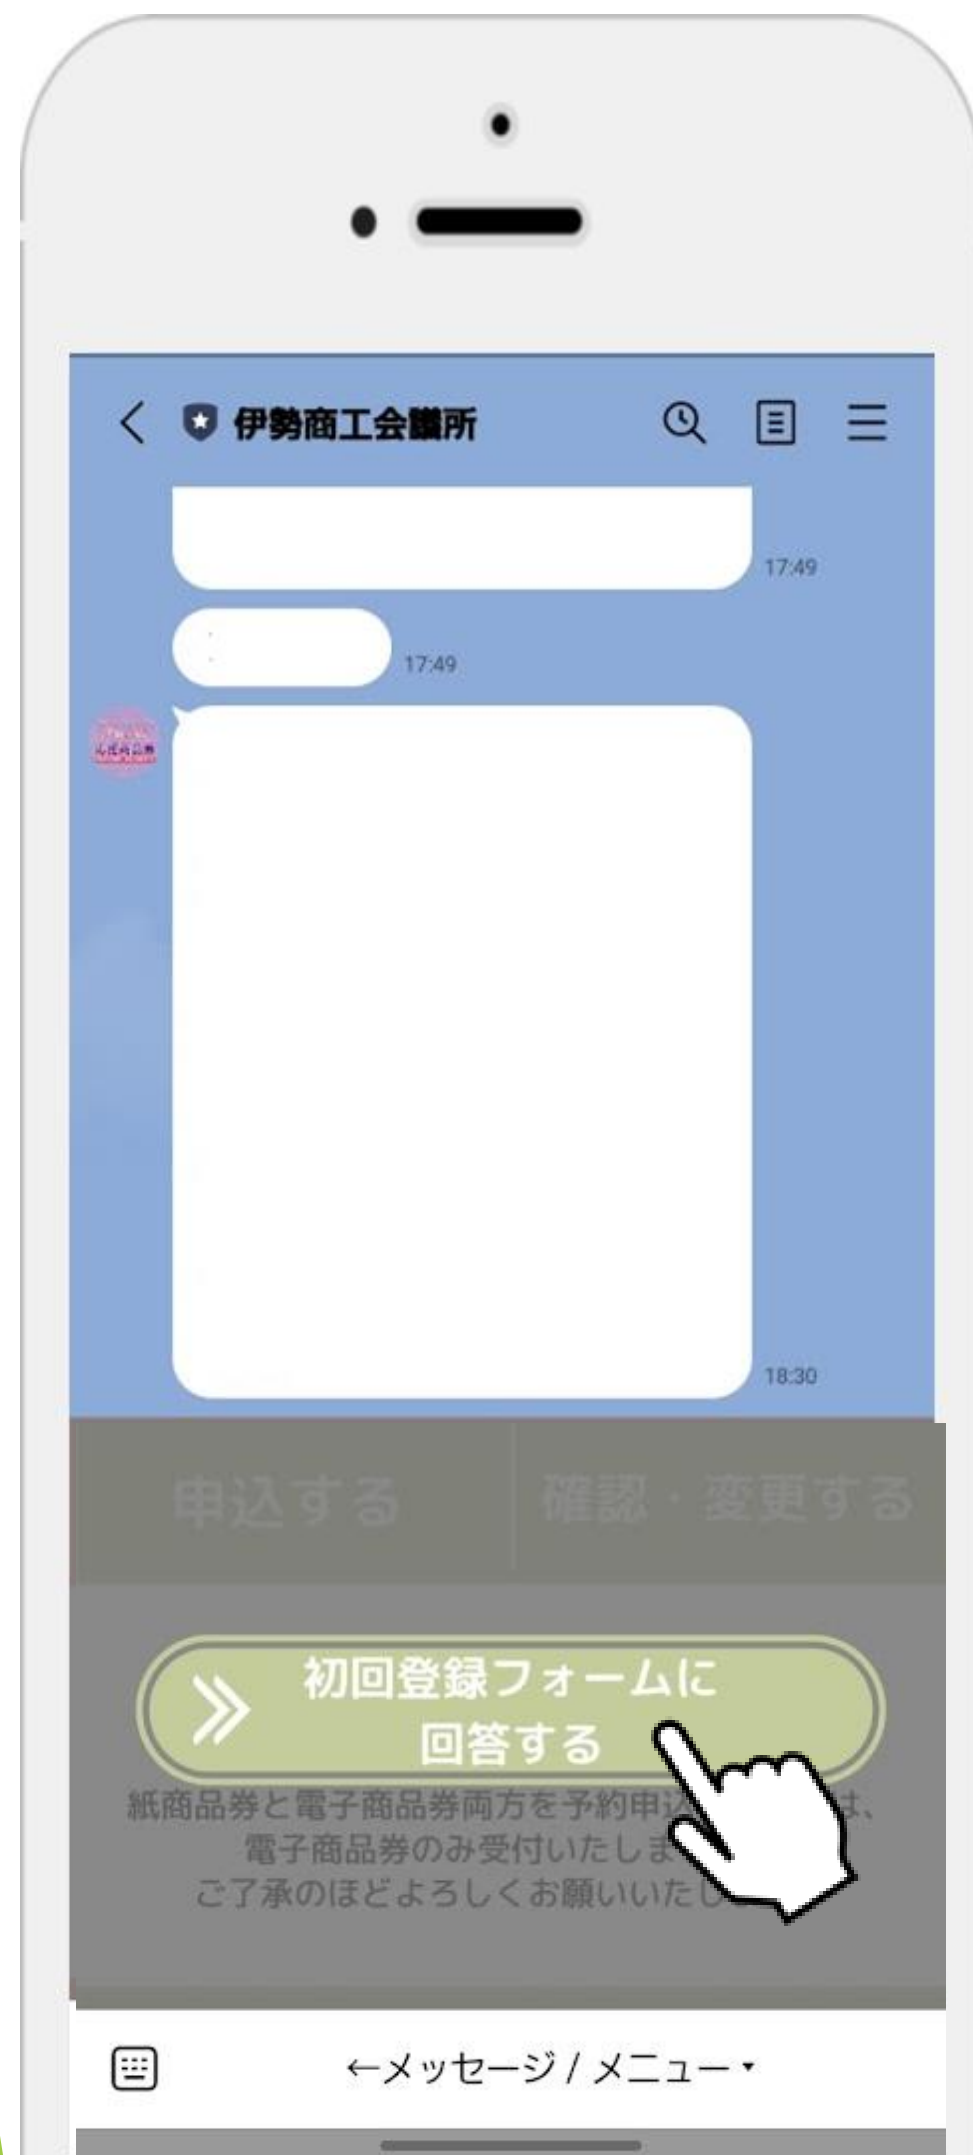 伊勢商工会議所
17:49
17:49
18:30
申込する
確認・変更する
初回登録フォームに
回答する
紙商品券と電子商品券両方を予約申込
は、
電子商品券のみ受付いたしま
ご了承のほどよろしくお願いいたし
←メッセージ / メニュー▾